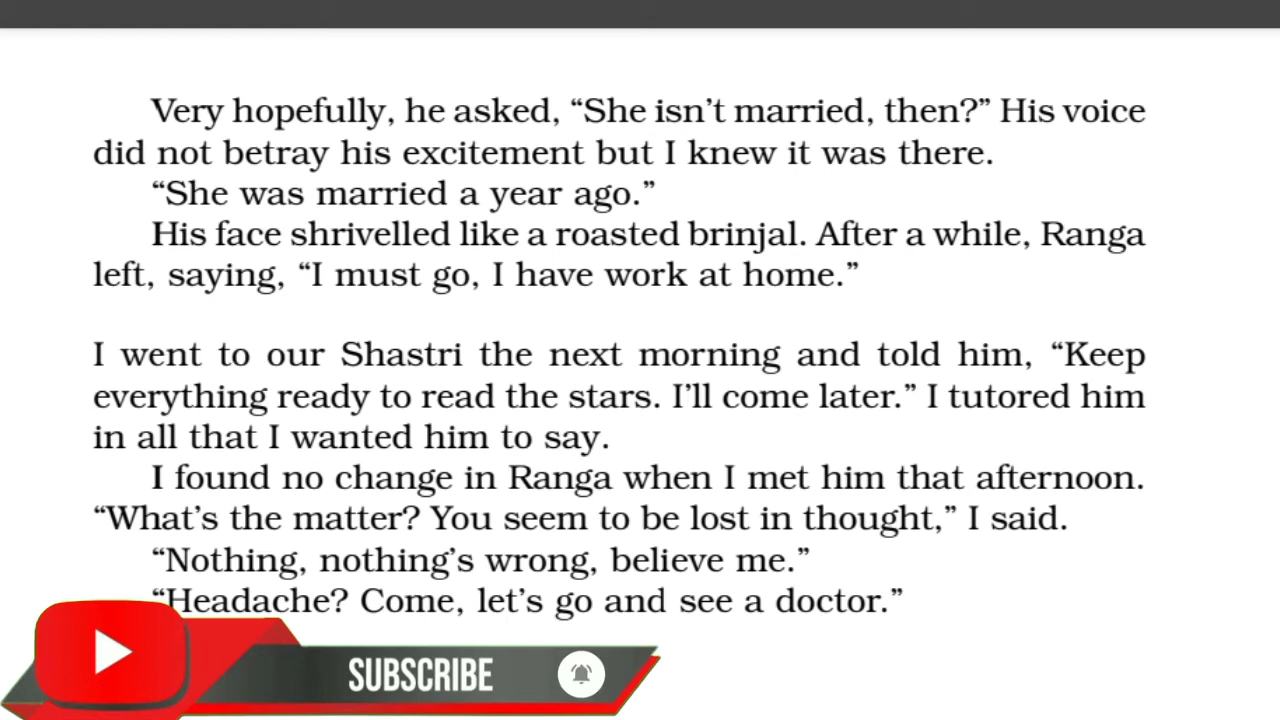 Very hopefully, he asked, “She isn’t married, then?” His voice
did not betray his excitement but I knew it was there.
“She was married a year ago.”
His face shrivelled like a roasted brinjal. After a while, Ranga
left, saying, “I must go, I have work at home.”
I went to our Shastri the next morning and told him, “Keep
everything ready to read the stars. I’ll come later.” I tutored him
in all that I wanted him to say.
I found no change in Ranga when I met him that afternoon.
“What’s the matter? You seem to be lost in thought,” I said.
“Nothing, nothing’s wrong, believe me.”
“Headache? Come, let’s go and see a doctor.”
SUBSCRIBE